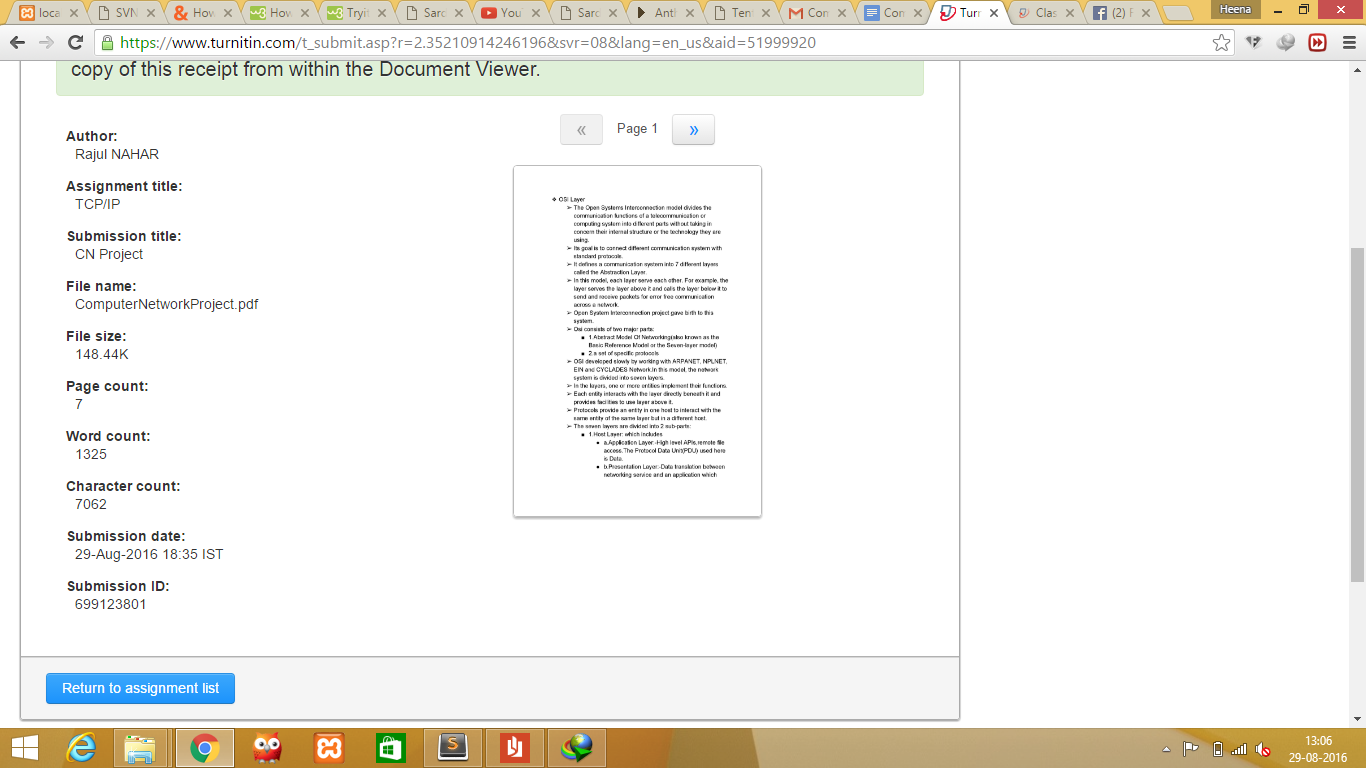 loca
SVN
How
How
Tryit
Sarc
You
Sarc
Anth
Ten
Con
Con
Turn
Clas
(2) F
Heena
https://www.turnitin.com/t_submit.asp?r=2.35210914246196&svr=08&lang=en_us&aid=51999920
copy of this receipt from within the Document Viewer.
Author:
Rajul NAHAR
Assignment title:
TCP/IP
Submission title:
CN Project
File name:
ComputerNetworkProject.pdf
File size:
148.44K
Page count:
7
Word count:
1325
Character count:
7062
Submission date:
29-Aug-2016 18:35 IST
Submission ID:
699123801
« Page 1 »
❖ OSI Layer
➢ The Open Systems Interconnection model divides the
communication functions of a telecommunication or
computing system into different parts without taking in
concern their internal structure or the technology they are
using.
➢ Its goal is to connect different communication system with
standard protocols.
➢ It defines a communication system into 7 different layers
called the Abstraction Layer.
➢ In this model, each layer serve each other. For example, the
layer serves the layer above it and calls the layer below it to
send and receive packets for error free communication
across a network.
➢ Open System Interconnection project gave birth to this
system.
➢ Osi consists of two major parts:
■ 1.Abstract Model Of Networking(also known as the
Basic Reference Model or the Seven-layer model)
■ 2.a set of specific protocols
➢ OSI developed slowly by working with ARPANET, NPLNET,
EIN and CYCLADES Network.In this model, the network
system is divided into seven layers.
➢ In the layers, one or more entities implement their functions.
➢ Each entity interacts with the layer directly beneath it and
provides facilities to use layer above it.
➢ Protocols provide an entity in one host to interact with the
same entity of the same layer but in a different host.
➢ The seven layers are divided into 2 sub-parts:
■ 1.Host Layer: which includes
● a.Application Layer:-High level APIs,remote file
access.The Protocol Data Unit(PDU) used here
is Data.
● b.Presentation Layer:-Data translation between
networking service and an application which
Return to assignment list
13:06
29-08-2016